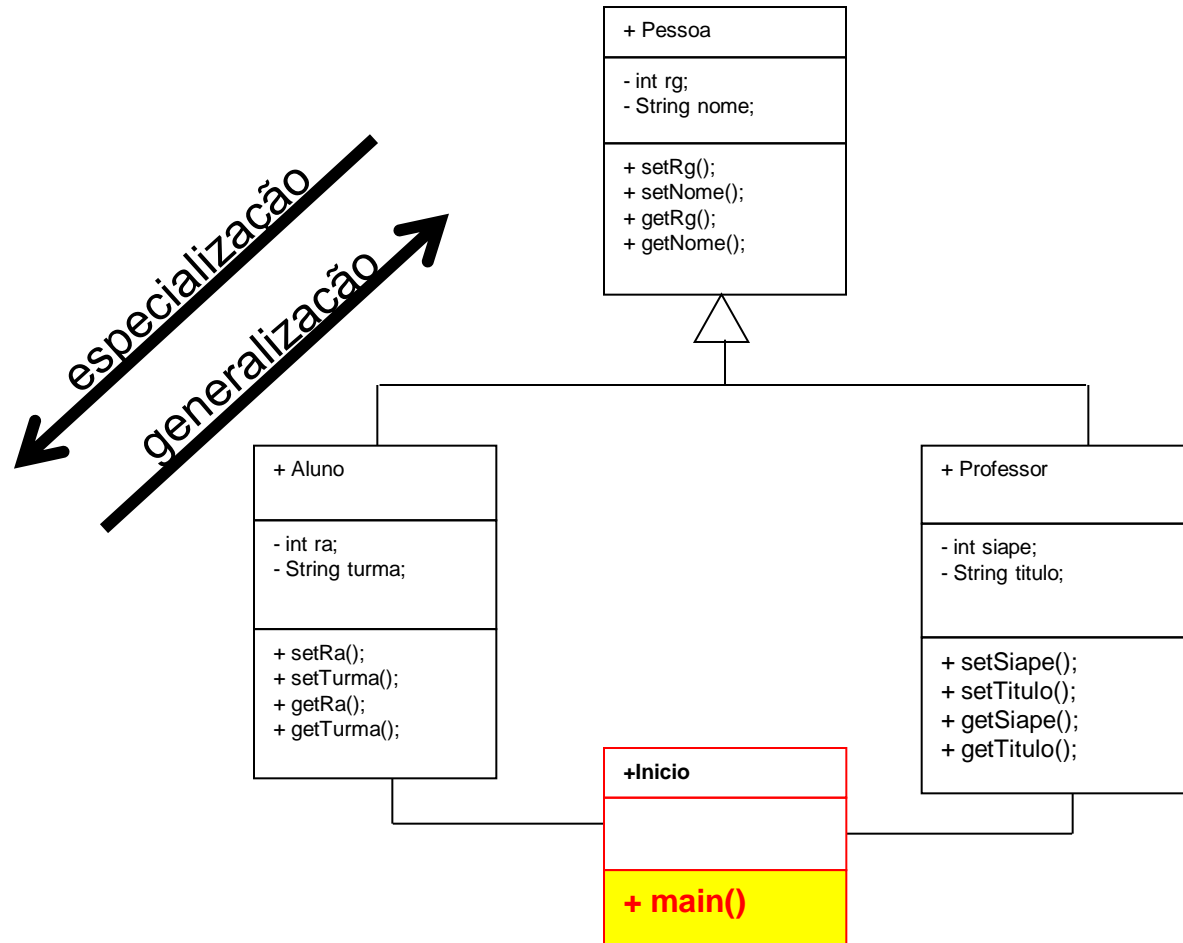 + Pessoa
- int rg;
- String nome;
+ setRg();
+ setNome();
+ getRg();
+ getNome();
especialização
generalização
+ Aluno
- int ra;
- String turma;
+ setRa();
+ setTurma();
+ getRa();
+ getTurma();
+ Professor
- int siape;
- String titulo;
+ setSiape();
+ setTitulo();
+ getSiape();
+ getTitulo();
+Inicio
+ main()